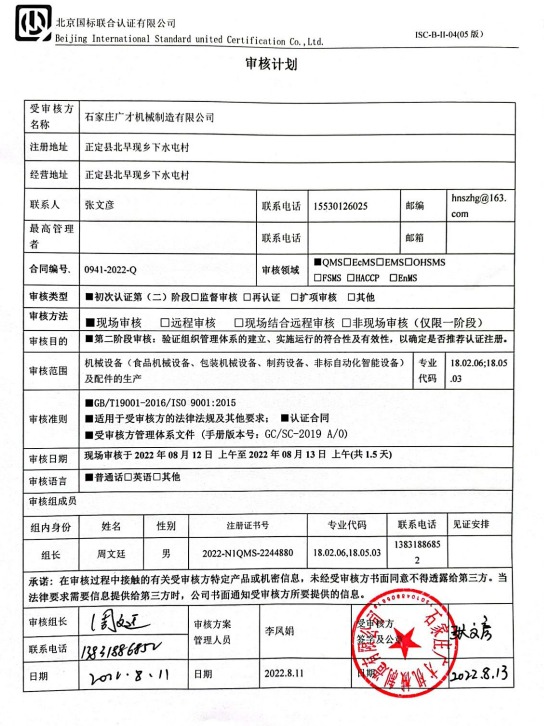 北京国标联合认证有限公司
Beijing International Standard united Certification Co.,Ltd.
ISC-B-II-04(05 版)
审核计划
受审核方名称 石家庄广才机械制造有限公司
注册地址 正定县北早现乡下水屯村
经营地址 正定县北早现乡下水屯村
联系人 张文彦 联系电话 15530126025 邮编 hnszhg@163.com
最高管理者 联系电话 邮箱
合同编号. 0941-2022-Q 审核领域 ■QMS□EcMS□EMS□OHSMS
□FSMS □HACCP □EnMS
审核类型 ■初次认证第（二）阶段□监督审核 □再认证 □扩项审核 □其他
审核方法 ■现场审核 □远程审核 □现场结合远程审核 □非现场审核（仅限一阶段）
审核目的 ■第二阶段审核：验证组织管理体系的建立、实施运行的符合性及有效性，以确定是否推荐认证注册。
审核范围 机械设备（食品机械设备、包装机械设备、制药设备、非标自动化智能设备）及配件的生产 专业代码 18.02.06;18.05.03
审核准则 ■GB/T19001-2016/ISO 9001:2015
■适用于受审核方的法律法规及其他要求； ■认证合同
■受审核方管理体系文件（手册版本号：GC/SC-2019 A/0)
审核日期 现场审核于 2022 年 08 月 12 日 上午至 2022 年 08 月 13 日 上午(共 1.5 天)
审核语言 ■普通话□英语□其他
审核组成员
组内身份 姓名 性别 注册证书号 专业代码 联系电话 见证安排
组长 周文廷 男 2022-N1QMS-2244880 18.02.06,18.05.03 13831886852
承诺：在审核过程中接触的有关受审核方特定产品或机密信息，未经受审核方书面同意不得透露给第三方。当
法律要求需要信息提供给第三方时，公司书面通知受审核方所要提供的信息。
审核组长 周文廷 审核方案管理人员 李凤娟 受审核方签字及公章 张文彦
联系电话 13831886852
日期 2022.8.11 日期 2022.8.11 日期 2022.8.13
石家庄广才机械制造有限公司